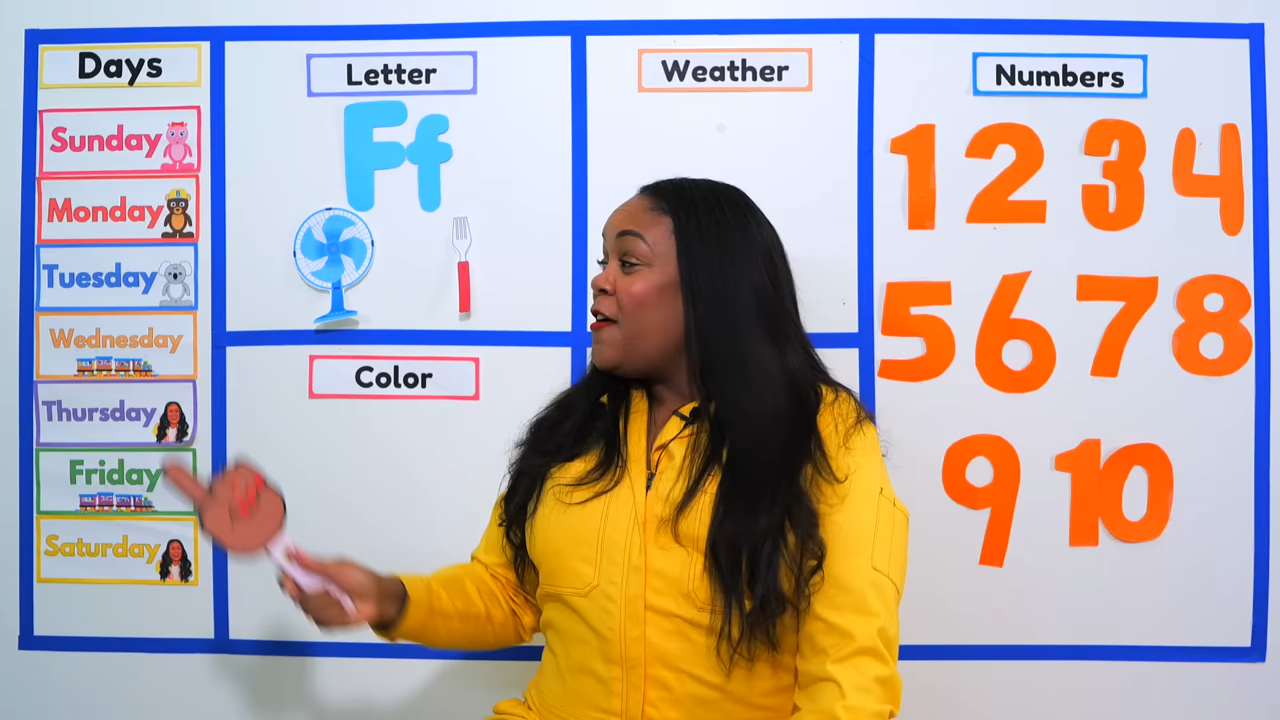 Days
Sunday
Monday
Tuesday
Wednesday
Thursday
Friday
Saturday
Letter
Ff
Color
Weather
Numbers
1 2 3 4
5 6 7 8
9 10